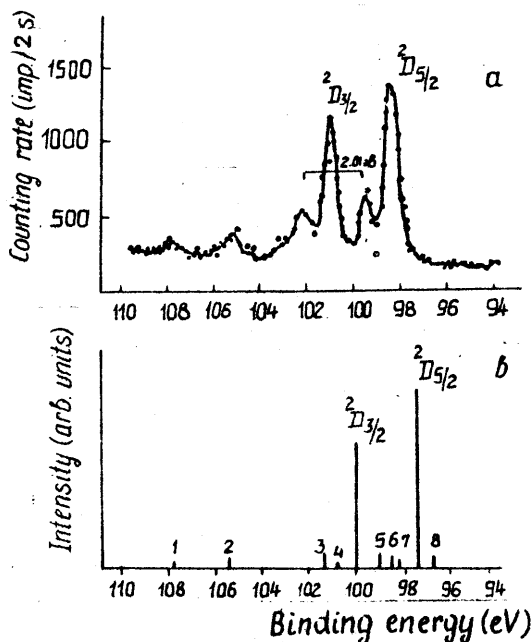 Counting rate (imp./2 s)
1500
1000
500
²D3/2
²D5/2
a
110 108 106 104 102 100 98 96 94
Intensity (arb. units)
²D3/2
²D5/2
b
1 2 3 4 5 6 7 8
110 108 106 104 102 100 98 96 94
Binding energy (eV)